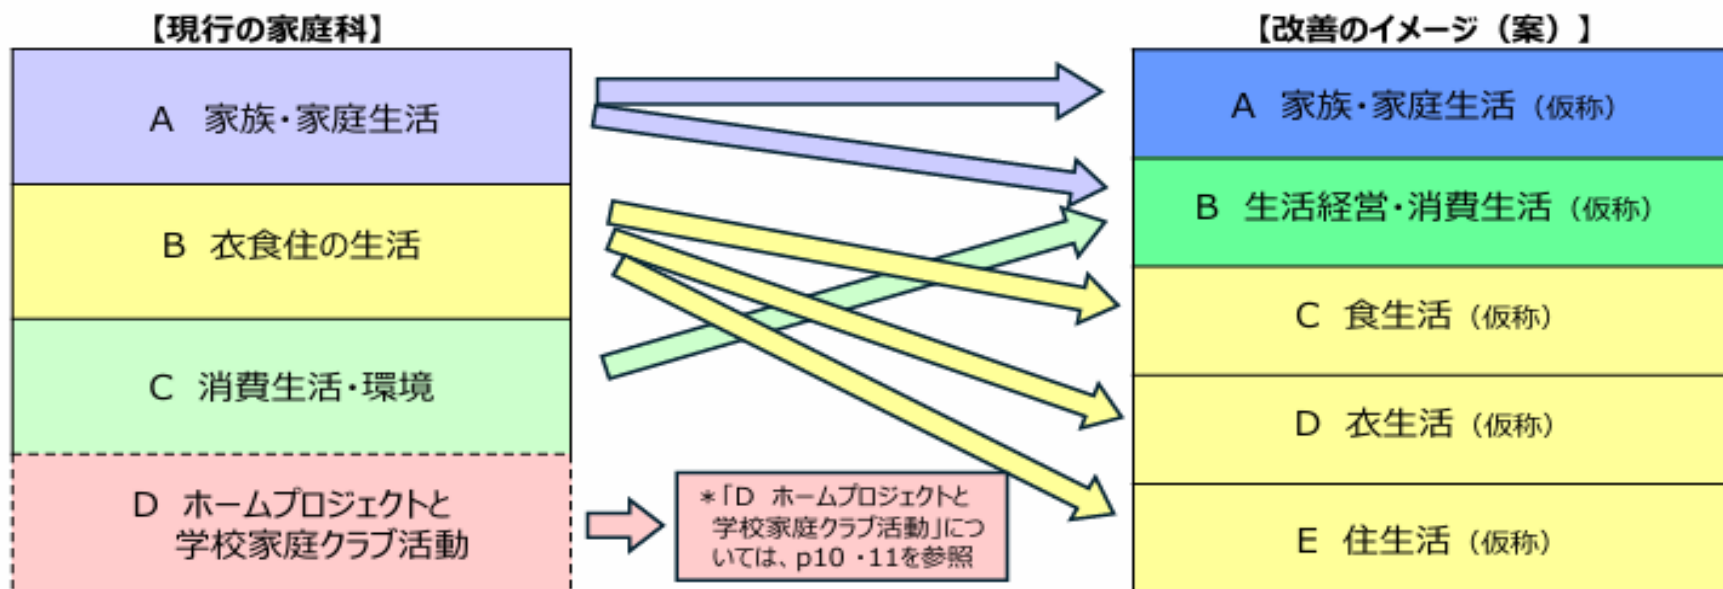 【現行の家庭科】
A 家族・家庭生活
B 衣食住の生活
C 消費生活・環境
D ホームプロジェクトと
学校家庭クラブ活動
＊「D ホームプロジェクトと
学校家庭クラブ活動」につ
いては、p10 ・11を参照
【改善のイメージ（案）】
A 家族・家庭生活（仮称）
B 生活経営・消費生活（仮称）
C 食生活（仮称）
D 衣生活（仮称）
E 住生活（仮称）